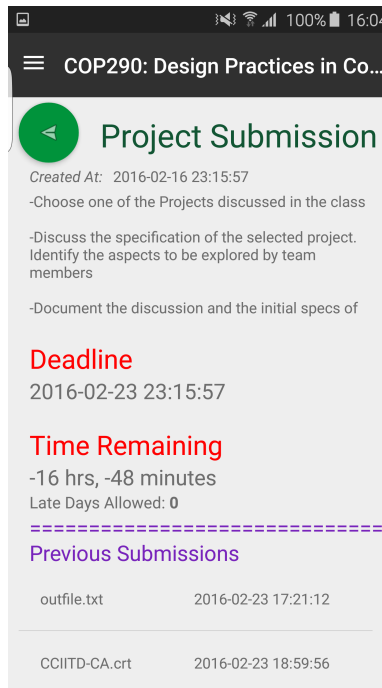 100% 16:04
COP290: Design Practices in Co...
Project Submission
Created At: 2016-02-16 23:15:57
-Choose one of the Projects discussed in the class
-Discuss the specification of the selected project.
Identify the aspects to be explored by team
members
-Document the discussion and the initial specs of
Deadline
2016-02-23 23:15:57
Time Remaining
-16 hrs, -48 minutes
Late Days Allowed: 0
==============================
Previous Submissions
outfile.txt 2016-02-23 17:21:12
CCIITD-CA.crt 2016-02-23 18:59:56